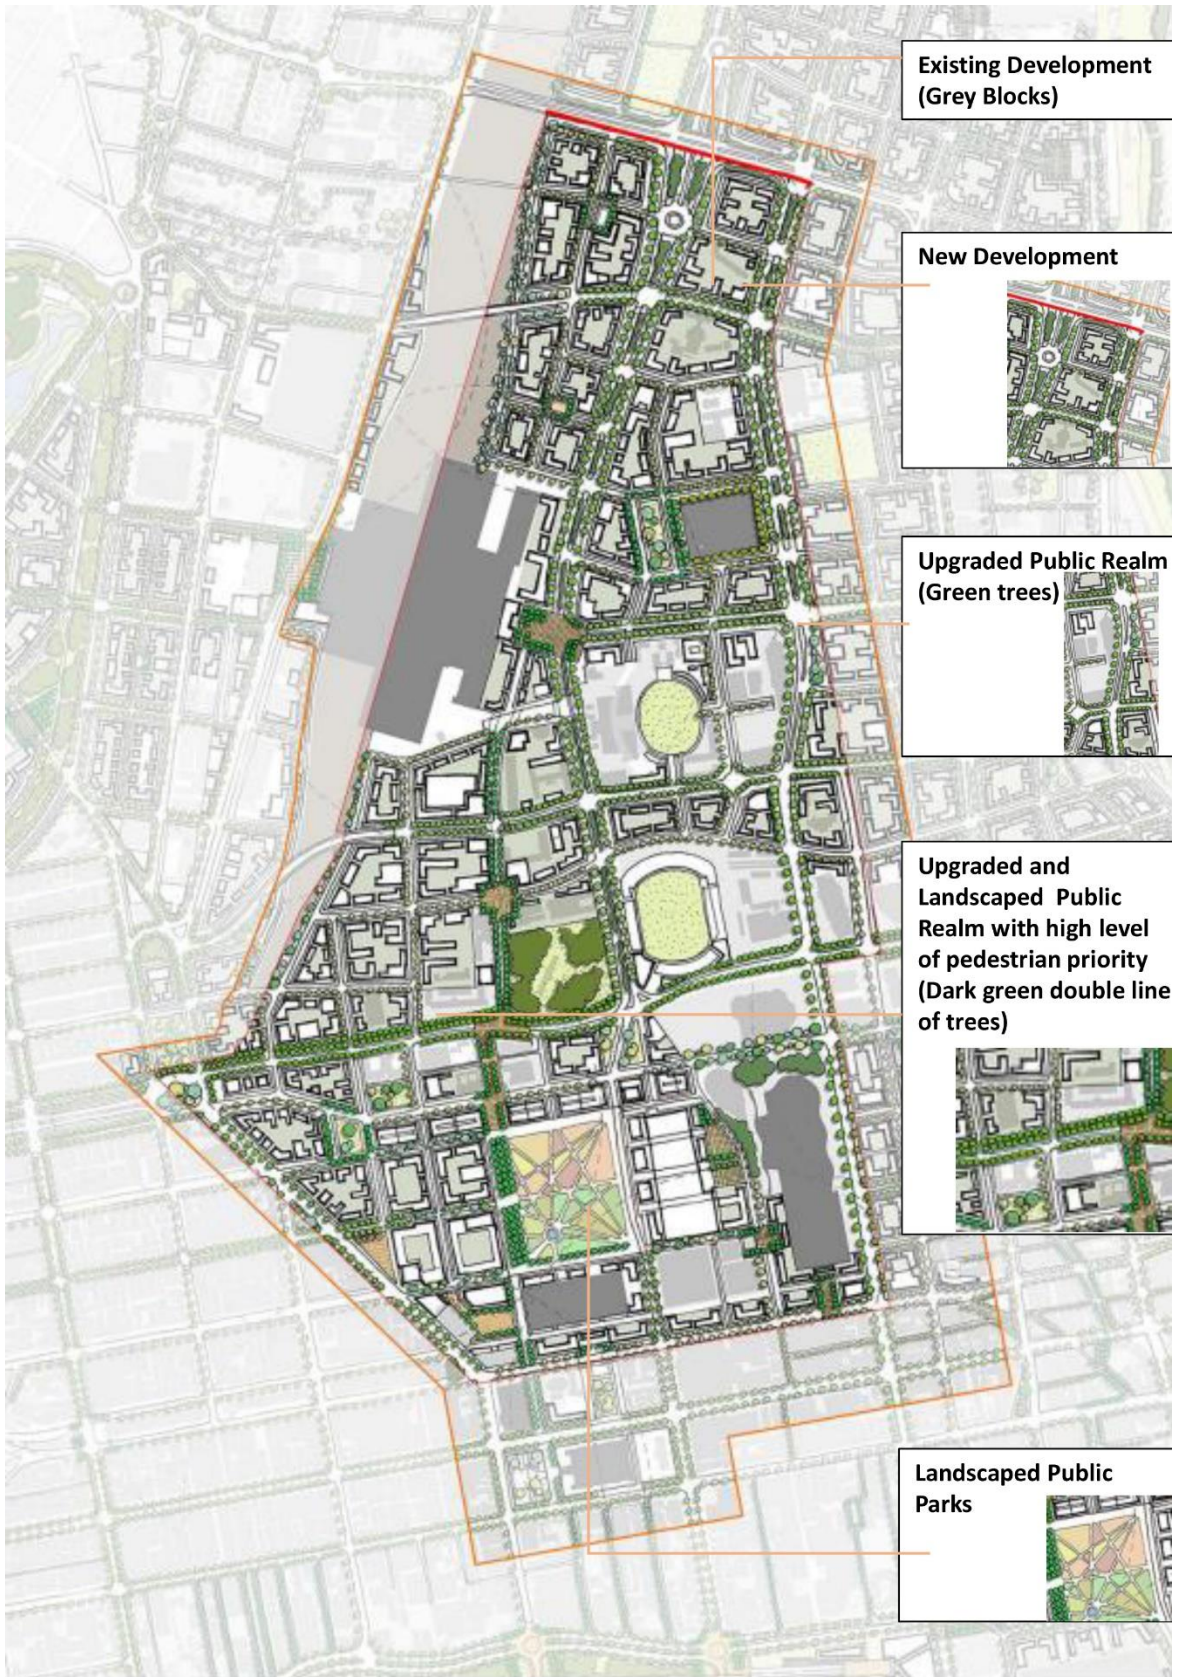 Existing Development
(Grey Blocks)
New Development
Upgraded Public Realm
(Green trees)
Upgraded and
Landscaped Public
Realm with high level
of pedestrian priority
(Dark green double line
of trees)
Landscaped Public
Parks